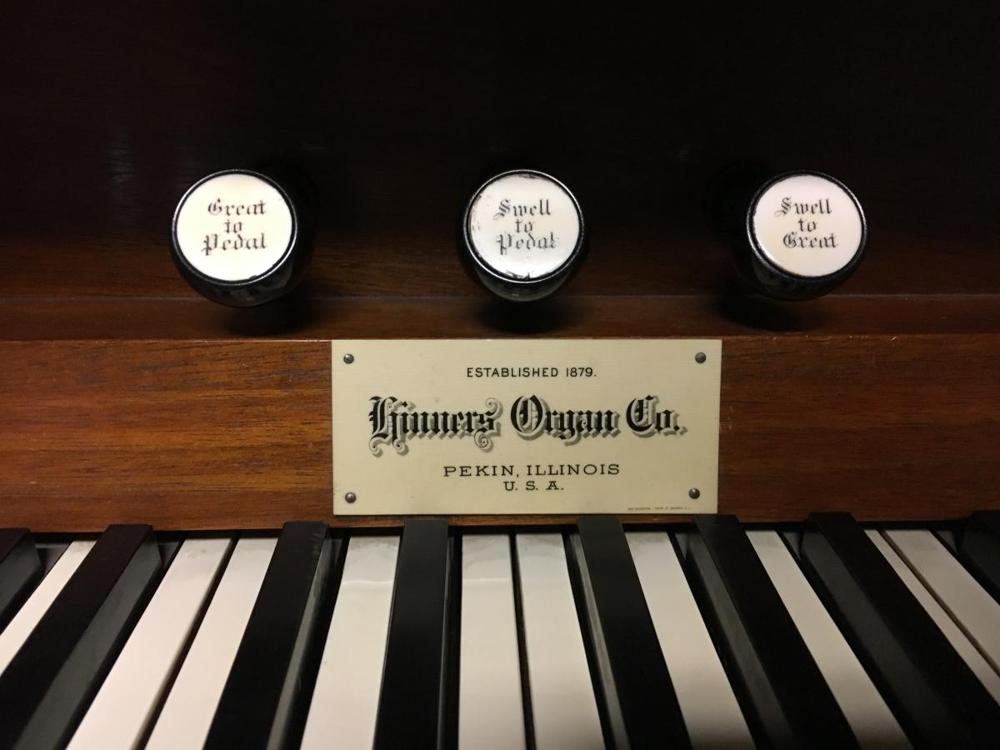 Great
to
Pedal
Swell
to
Pedal
Swell
to
Great
ESTABLISHED 1879.
Hinners Organ Co.
PEKIN, ILLINOIS
U. S. A.